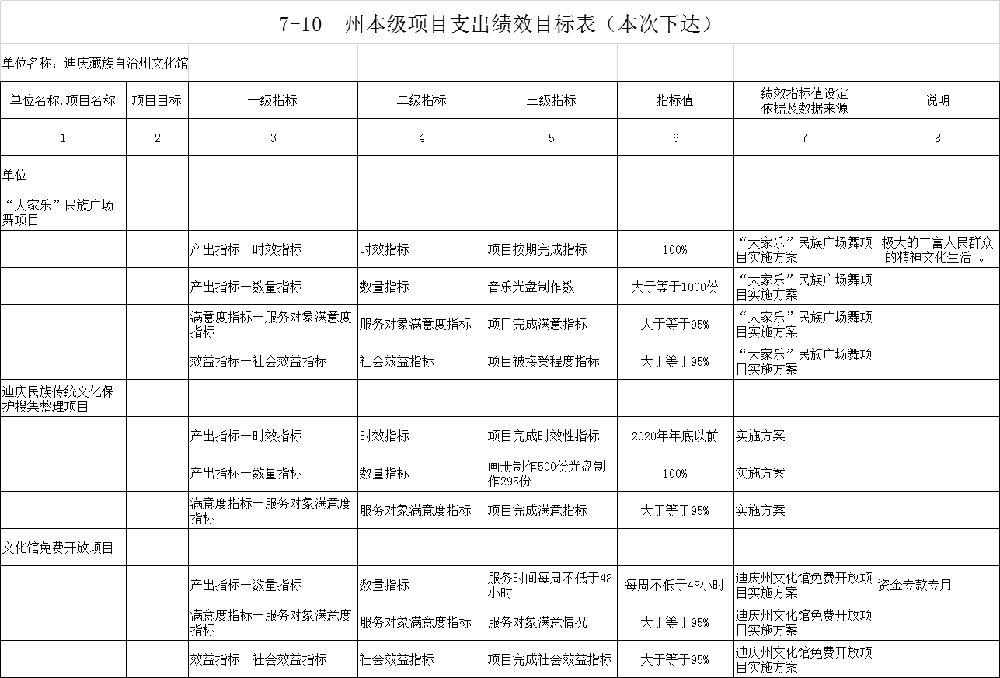 7-10 州本级项目支出绩效目标表（本次下达）
单位名称：迪庆藏族自治州文化馆
单位名称.项目名称 项目目标 一级指标 二级指标 三级指标 指标值 绩效指标值设定 说明
依据及数据来源
1 2 3 4 5 6 7 8
单位
“大家乐”民族广场
舞项目
产出指标—时效指标 时效指标 项目按期完成指标 100% “大家乐”民族广场舞项 极大的丰富人民群众
目实施方案 的精神文化生活 。
产出指标—数量指标 数量指标 音乐光盘制作数 大于等于1000份 “大家乐”民族广场舞项
目实施方案
满意度指标—服务对象满意度 服务对象满意度指标 项目完成满意指标 大于等于95% “大家乐”民族广场舞项
指标 目实施方案
效益指标—社会效益指标 社会效益指标 项目被接受程度指标 大于等于95% “大家乐”民族广场舞项
目实施方案
迪庆民族传统文化保
护搜集整理项目
产出指标—时效指标 时效指标 项目完成时效性指标 2020年年底以前 实施方案
产出指标—数量指标 数量指标 画册制作500份光盘制 100% 实施方案
作295份
满意度指标—服务对象满意度 服务对象满意度指标 项目完成满意指标 大于等于95% 实施方案
指标
文化馆免费开放项目
产出指标—数量指标 数量指标 服务时间每周不低于48 每周不低于48小时 迪庆州文化馆免费开放项 资金专款专用
小时 目实施方案
满意度指标—服务对象满意度 服务对象满意度指标 服务对象满意情况 大于等于95% 迪庆州文化馆免费开放项
指标 目实施方案
效益指标—社会效益指标 社会效益指标 项目完成社会效益指标 大于等于95% 迪庆州文化馆免费开放项
目实施方案